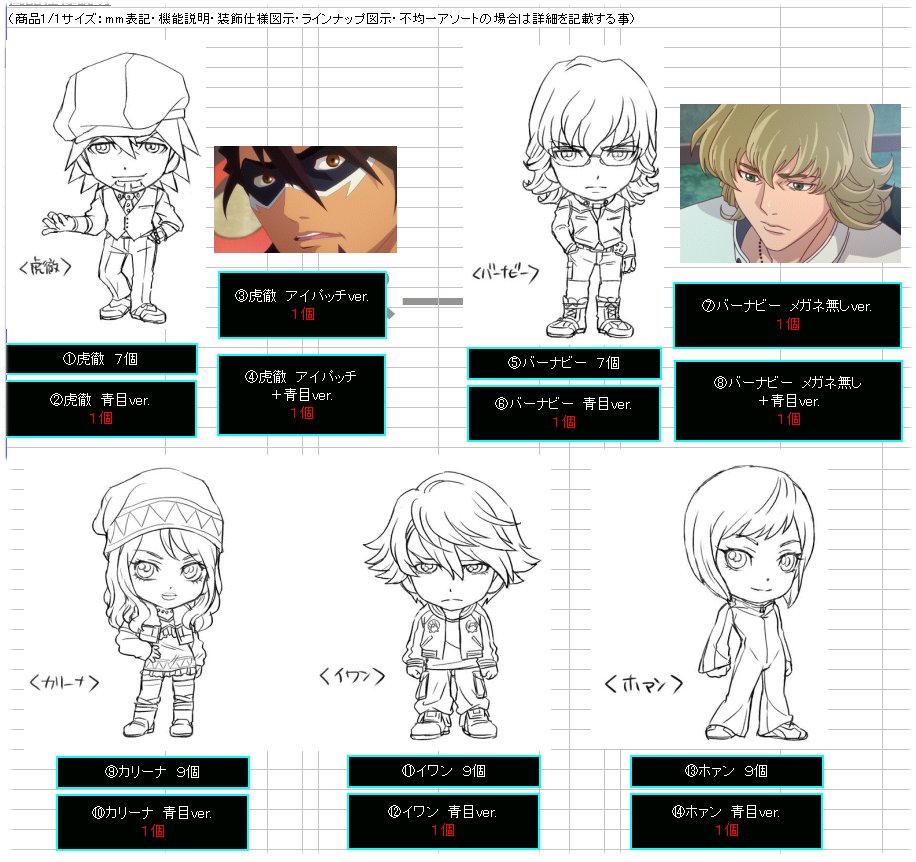 (商品1/1サイズ：mm表記・機能説明・装飾仕様図示・ラインナップ図示・不均一アソートの場合は詳細を記載する事)
<虎徹>
③虎徹 アイパッチver.
1個
<バーナビー>
⑦バーナビー メガネ無しver.
1個
①虎徹 7個
②虎徹 青目ver.
1個
④虎徹 アイパッチ
＋青目ver.
1個
⑤バーナビー 7個
⑥バーナビー 青目ver.
1個
⑧バーナビー メガネ無し
＋青目ver.
1個
<カリーナ>
<イワン>
<ホァン>
⑨カリーナ 9個
⑩カリーナ 青目ver.
1個
⑪イワン 9個
⑫イワン 青目ver.
1個
⑬ホァン 9個
⑭ホァン 青目ver.
1個